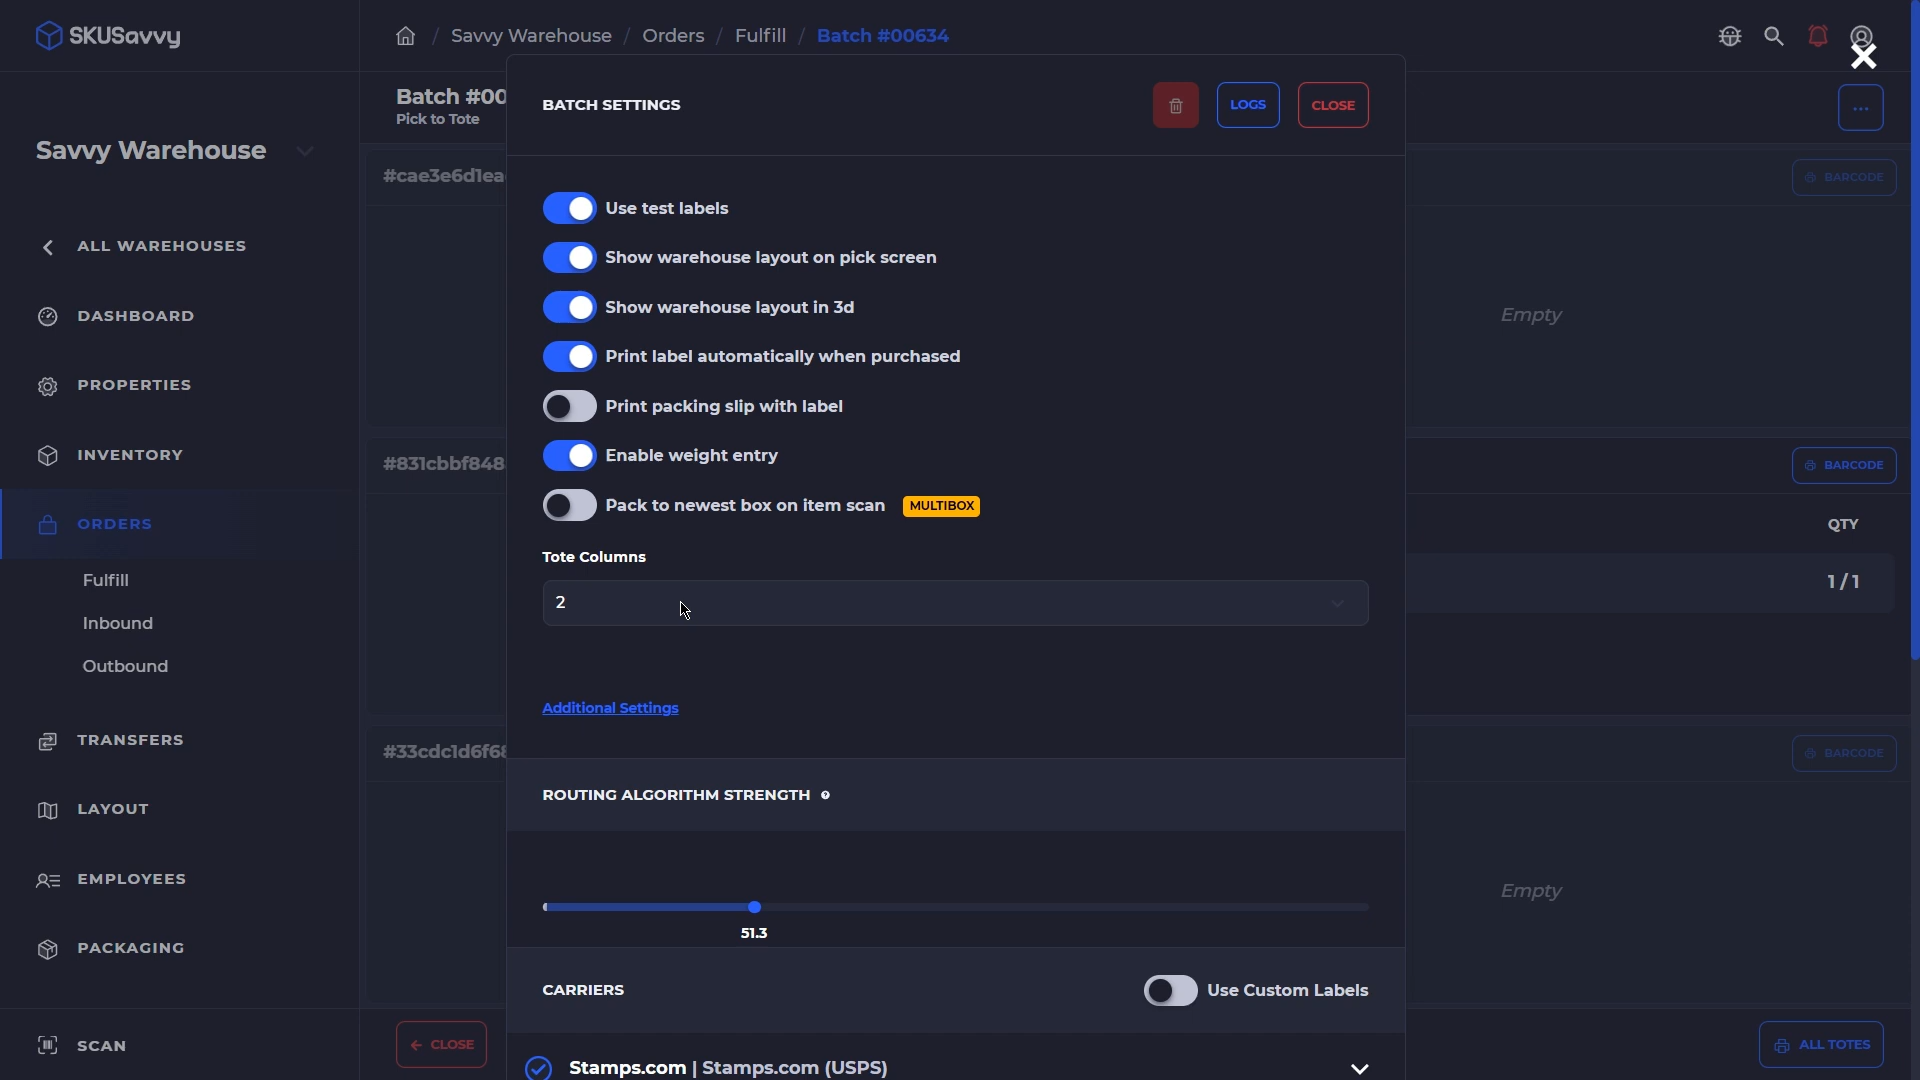 SKUSavvy
Savvy Warehouse / Orders / Fulfill / Batch #00634
Savvy Warehouse
ALL WAREHOUSES
DASHBOARD
PROPERTIES
INVENTORY
ORDERS
Fulfill
Inbound
Outbound
TRANSFERS
LAYOUT
EMPLOYEES
PACKAGING
SCAN
Batch #00
Pick to Tote
...
#cae3e6d1ea
BARCODE
Empty
#831cbbf848
BARCODE
QTY
1 / 1
#33cdc1d6f68
BARCODE
Empty
CLOSE
ALL TOTES
BATCH SETTINGS
LOGS
CLOSE
Use test labels
Show warehouse layout on pick screen
Show warehouse layout in 3d
Print label automatically when purchased
Print packing slip with label
Enable weight entry
Pack to newest box on item scan MULTIBOX
Tote Columns
2
Additional Settings
ROUTING ALGORITHM STRENGTH ?
51.3
CARRIERS
Use Custom Labels
Stamps.com | Stamps.com (USPS)